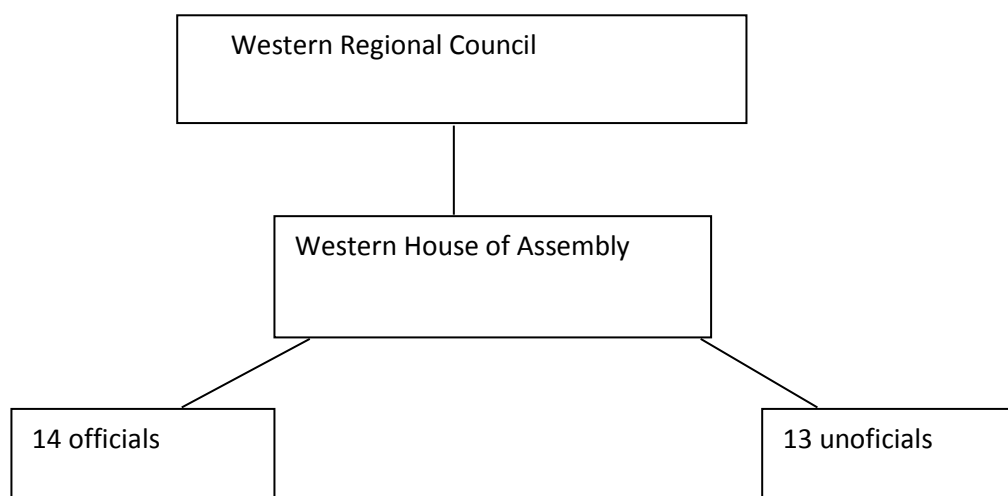 Western Regional Council
Western House of Assembly
14 officials
13 unoficials